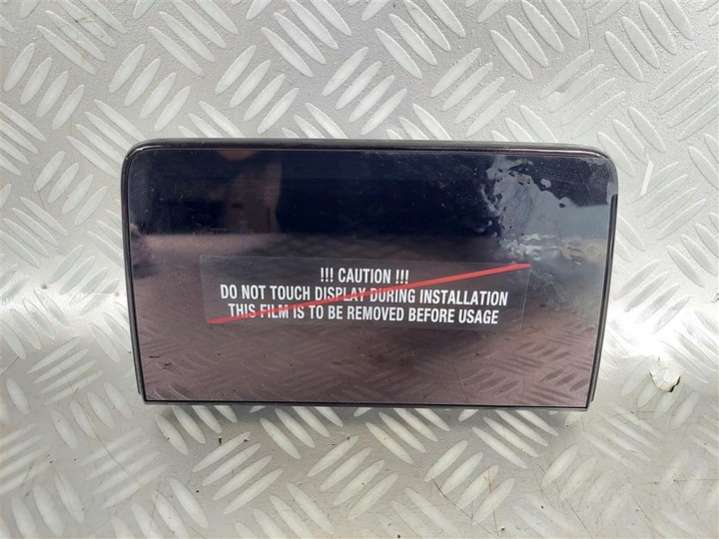 !!! CAUTION !!!
DO NOT TOUCH DISPLAY DURING INSTALLATION
THIS FILM IS TO BE REMOVED BEFORE USAGE